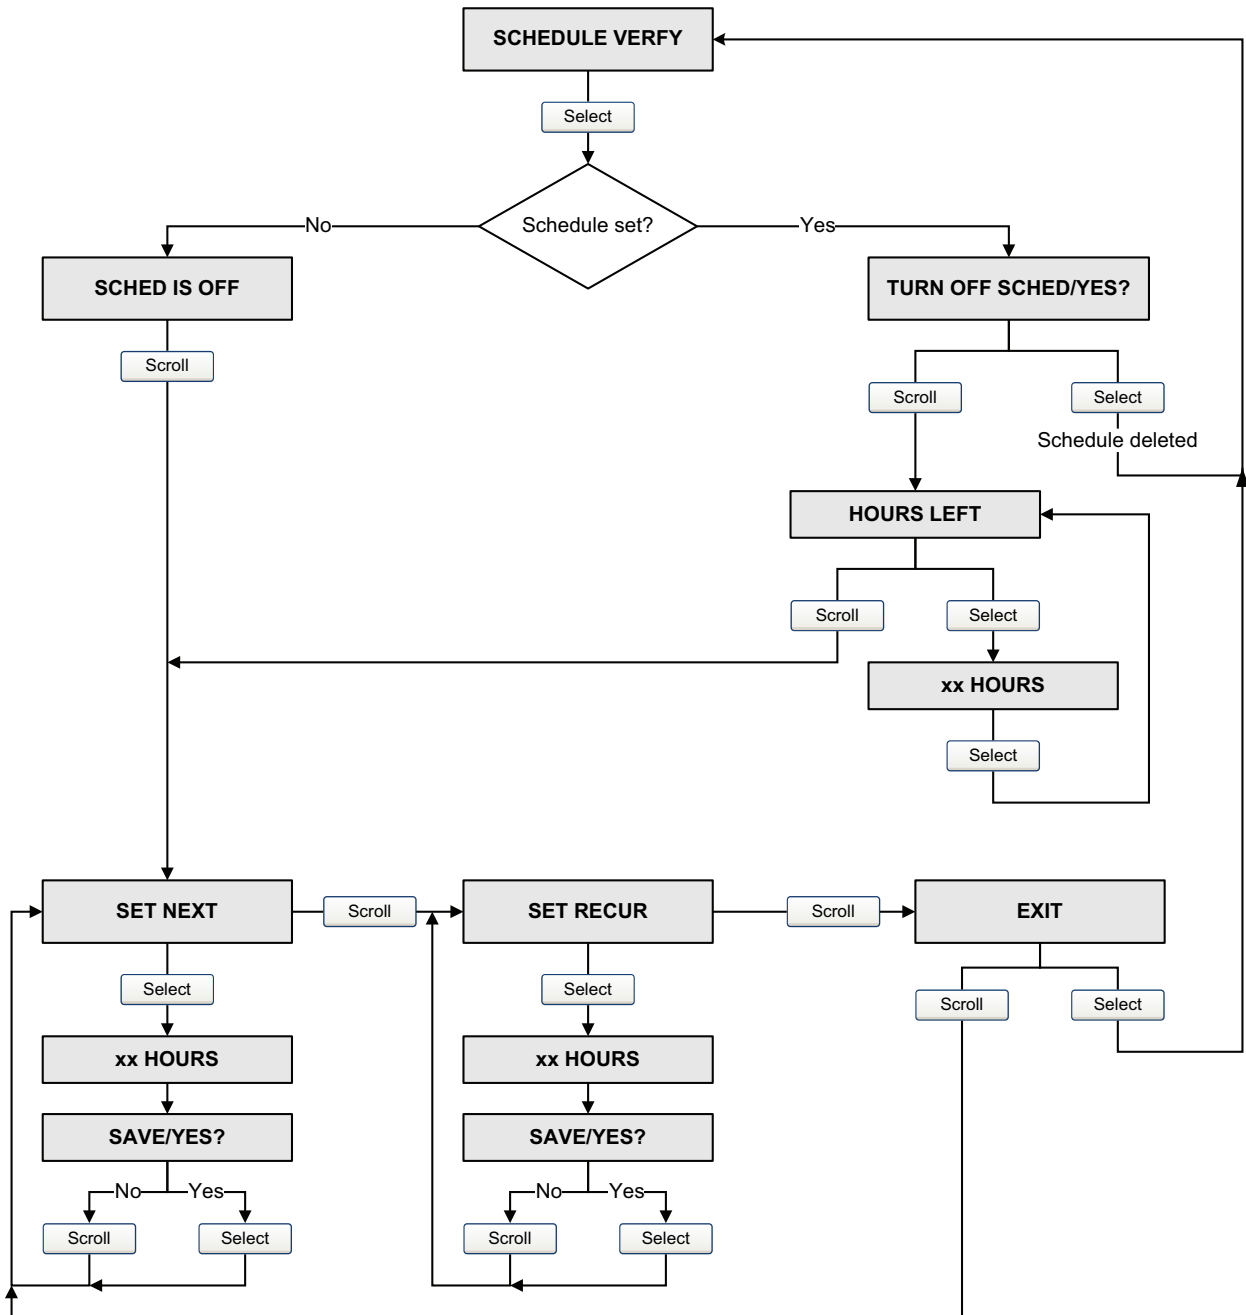 SCHEDULE VERFY
Select
Schedule set?
No
Yes
SCHED IS OFF
TURN OFF SCHED/YES?
Scroll
Scroll
Select
Schedule deleted
HOURS LEFT
Scroll
Select
xx HOURS
Select
SET NEXT
Scroll
SET RECUR
Scroll
EXIT
Select
Select
Scroll
Select
xx HOURS
xx HOURS
SAVE/YES?
SAVE/YES?
No
Yes
No
Yes
Scroll
Select
Scroll
Select